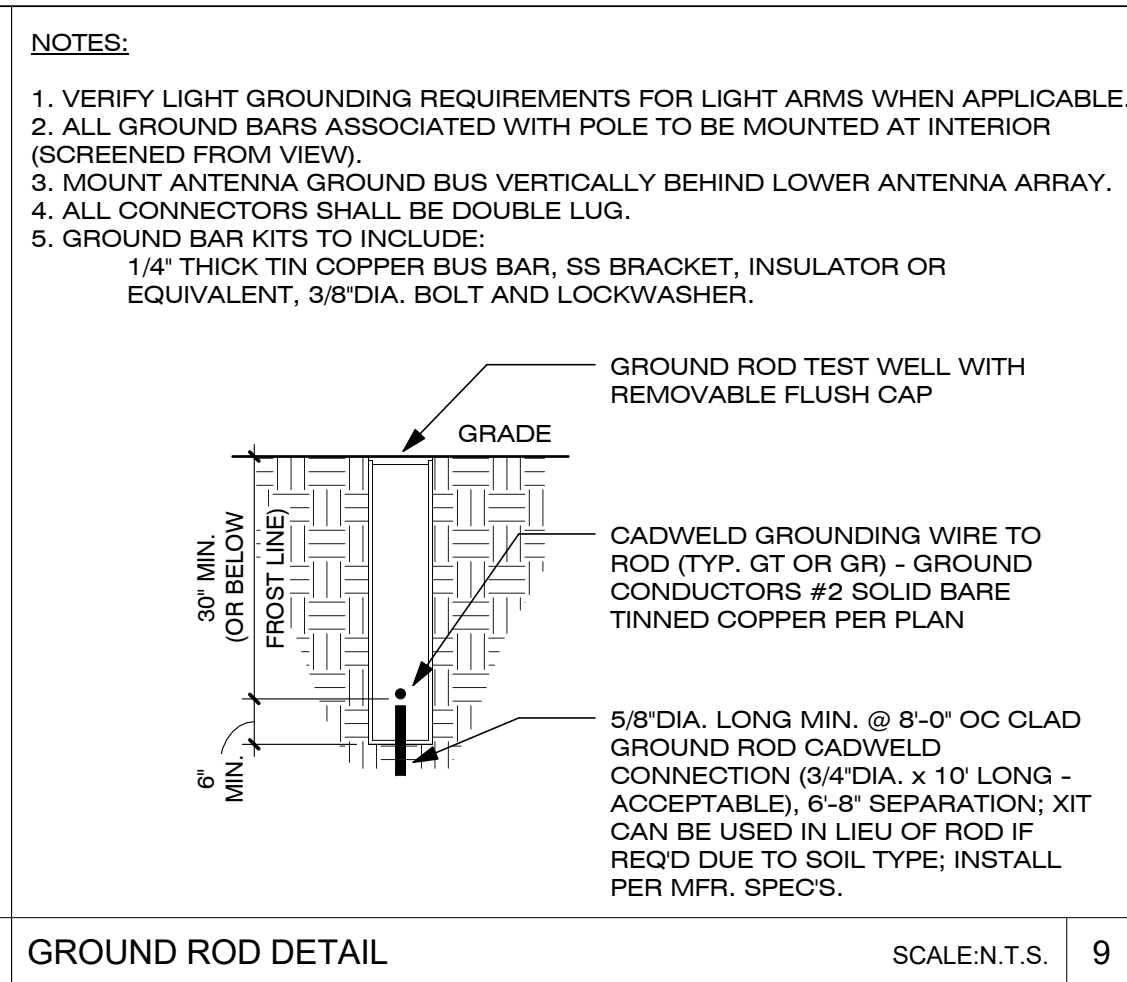 NOTES:
1. VERIFY LIGHT GROUNDING REQUIREMENTS FOR LIGHT ARMS WHEN APPLICABLE.
2. ALL GROUND BARS ASSOCIATED WITH POLE TO BE MOUNTED AT INTERIOR
(SCREENED FROM VIEW).
3. MOUNT ANTENNA GROUND BUS VERTICALLY BEHIND LOWER ANTENNA ARRAY.
4. ALL CONNECTORS SHALL BE DOUBLE LUG.
5. GROUND BAR KITS TO INCLUDE:
1/4" THICK TIN COPPER BUS BAR, SS BRACKET, INSULATOR OR
EQUIVALENT, 3/8"DIA. BOLT AND LOCKWASHER.
GROUND ROD TEST WELL WITH
REMOVABLE FLUSH CAP
GRADE
30" MIN.
(OR BELOW
FROST LINE)
6"
MIN.
CADWELD GROUNDING WIRE TO
ROD (TYP. GT OR GR) - GROUND
CONDUCTORS #2 SOLID BARE
TINNED COPPER PER PLAN
5/8"DIA. LONG MIN. @ 8'-0" OC CLAD
GROUND ROD CADWELD
CONNECTION (3/4"DIA. x 10' LONG -
ACCEPTABLE), 6'-8" SEPARATION; XIT
CAN BE USED IN LIEU OF ROD IF
REQ'D DUE TO SOIL TYPE; INSTALL
PER MFR. SPEC'S.
GROUND ROD DETAIL
SCALE:N.T.S.
9